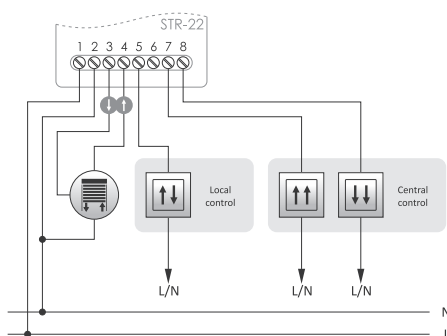 STR-22
1 2 3 4 5 6 7 8
Local
control
Central
control
L/N
L/N
L/N
N